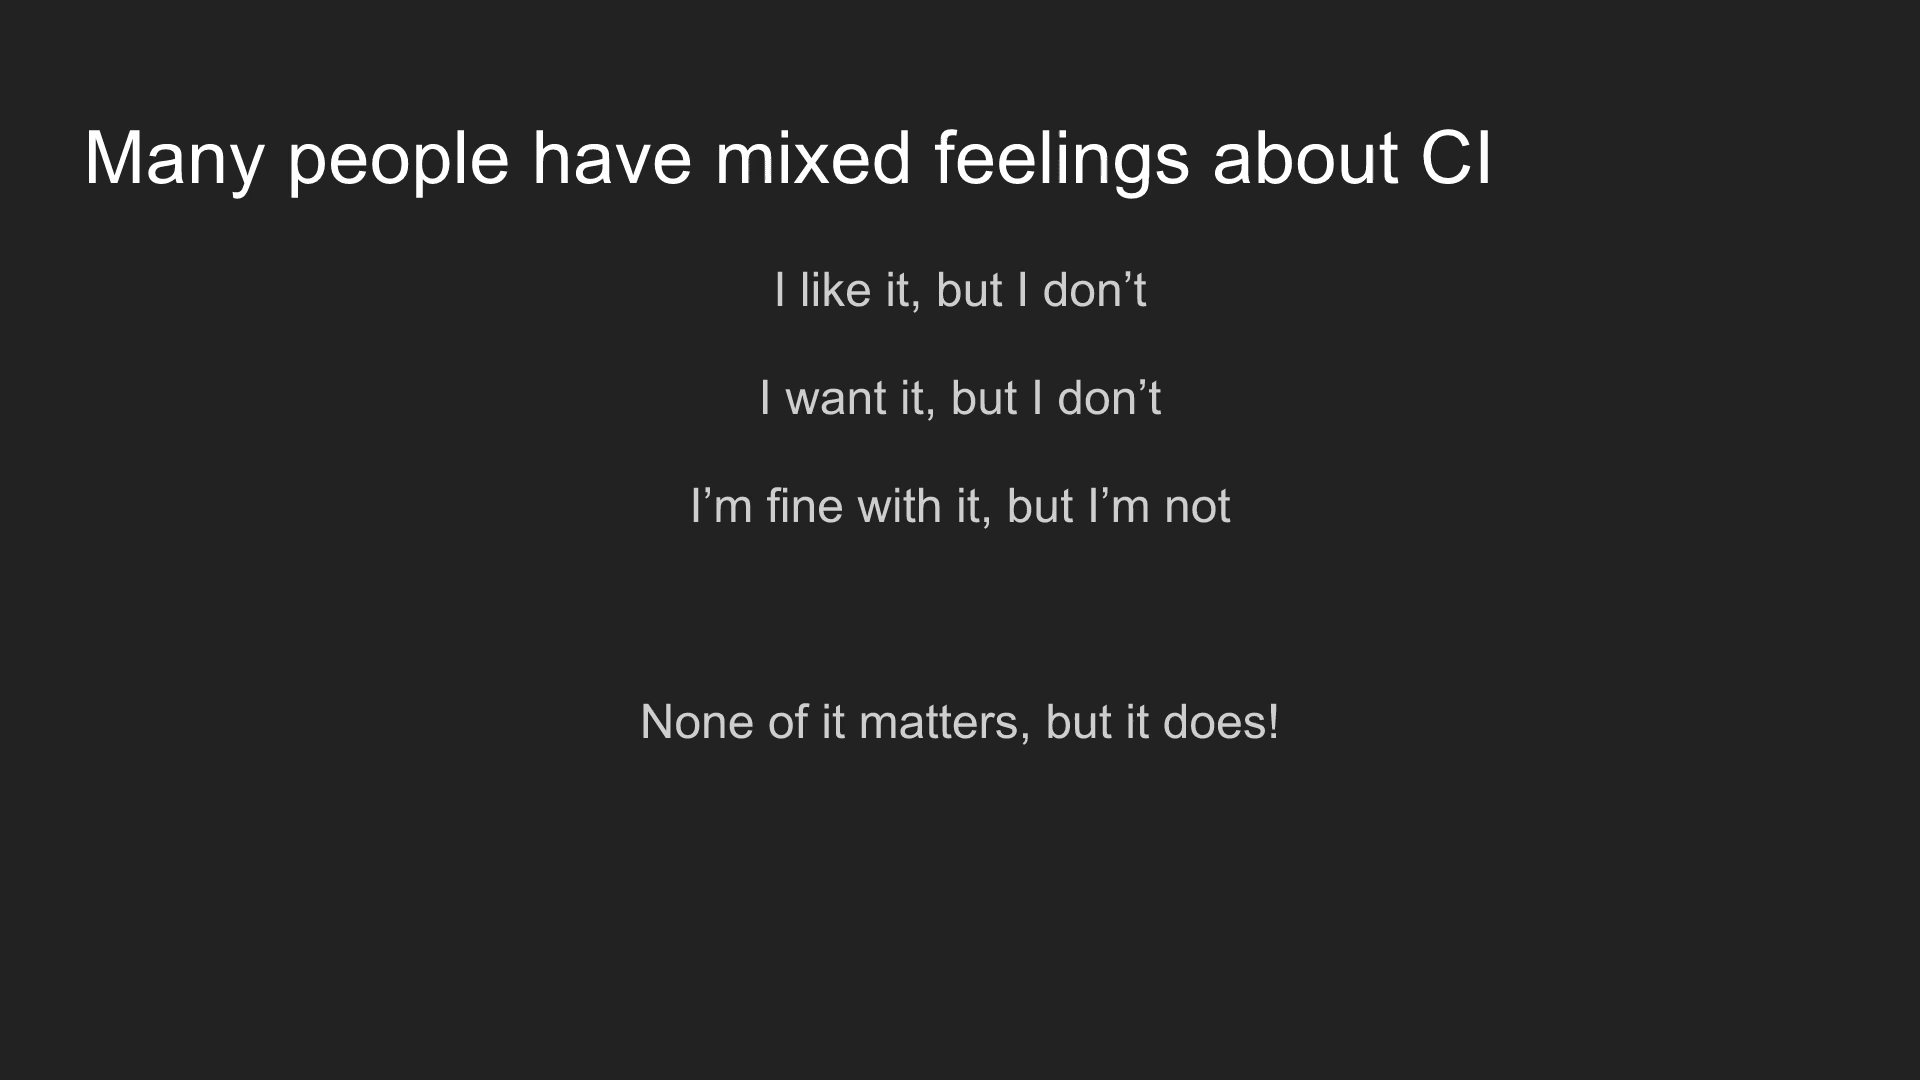 Many people have mixed feelings about CI
I like it, but I don’t
I want it, but I don’t
I’m fine with it, but I’m not
None of it matters, but it does!